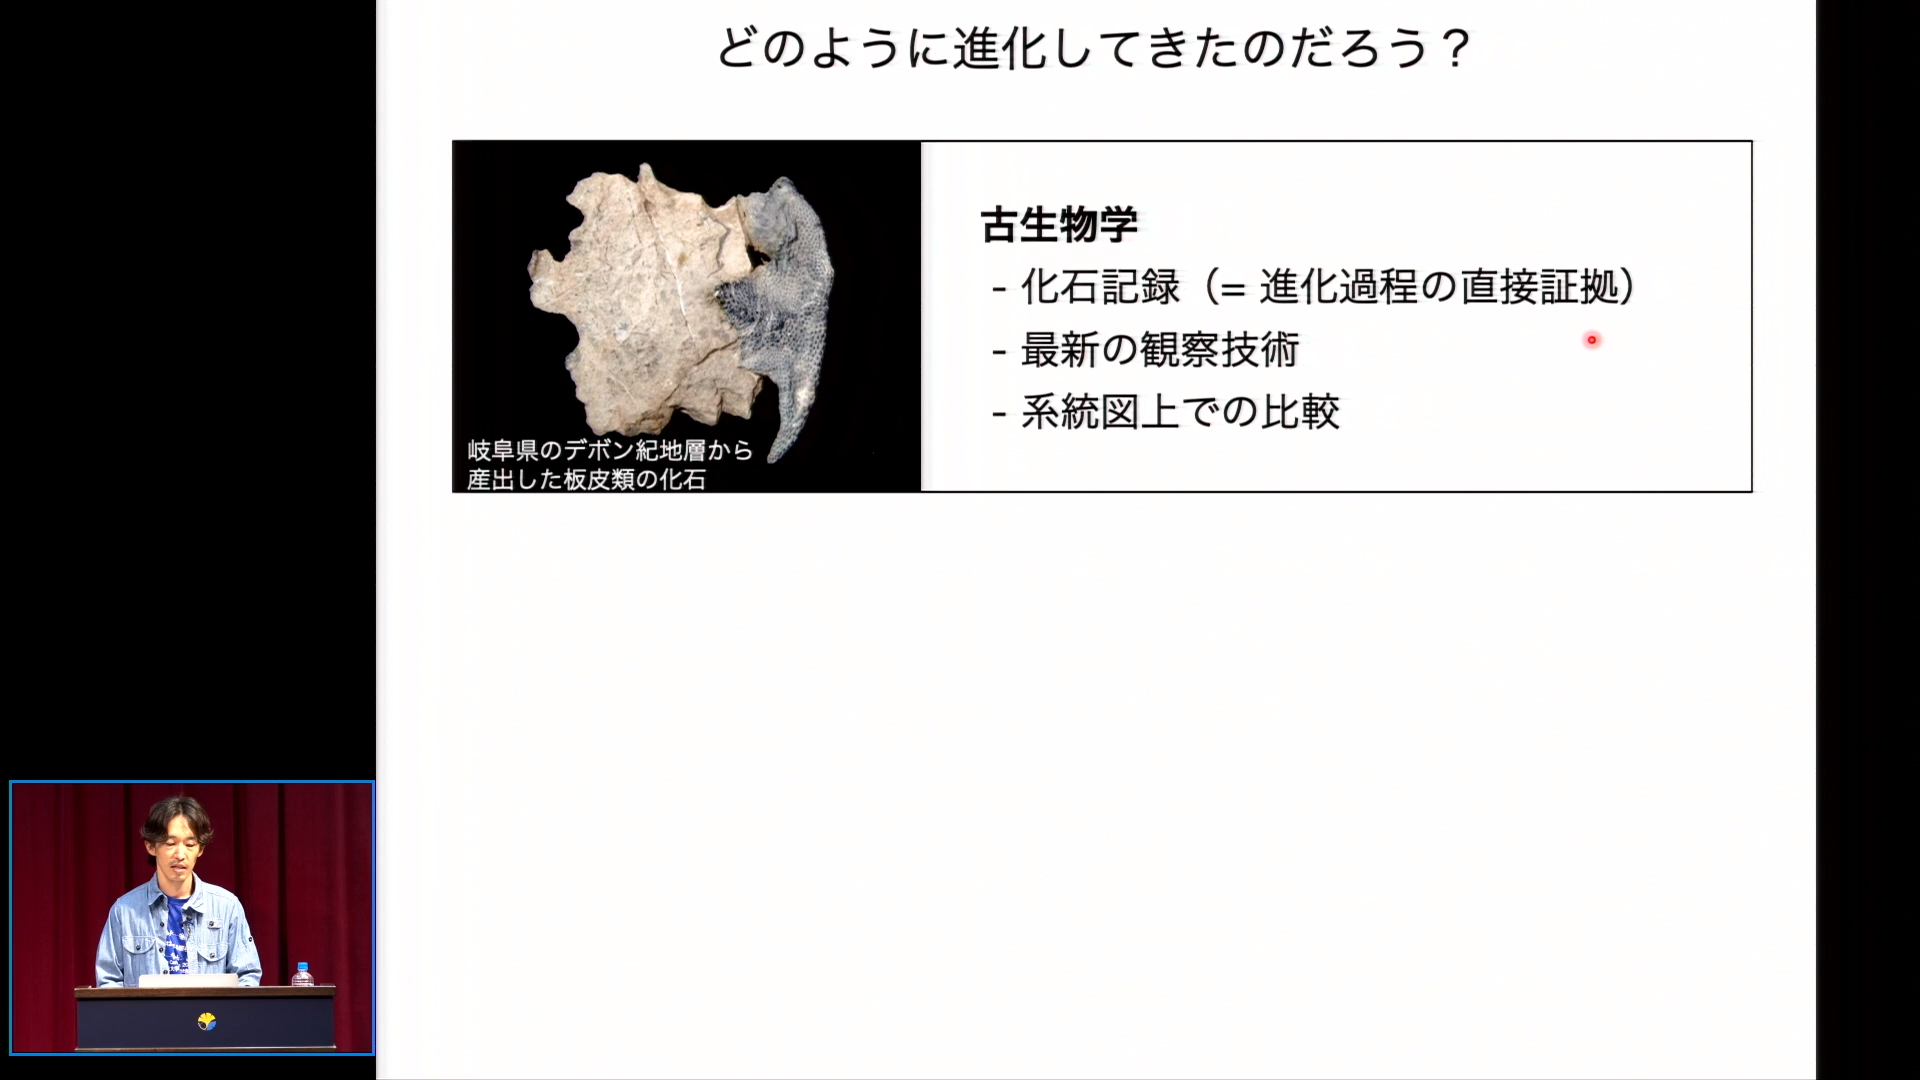 どのように進化してきたのだろう？
古生物学
- 化石記録（= 進化過程の直接証拠）
- 最新の観察技術
- 系統図上での比較
岐阜県のデボン紀地層から
産出した板皮類の化石